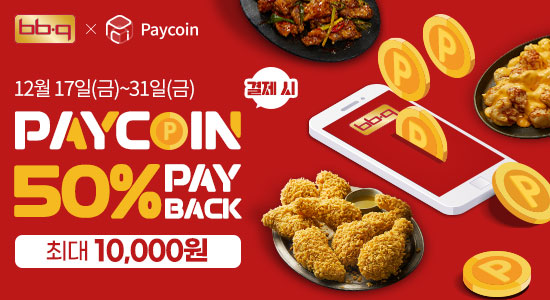 bb.q × Paycoin
12월 17일(금)~31일(금)
결제 시
PAYCOIN
50% PAY
BACK
최대 10,000원
bb.q
P
P
P
P
P